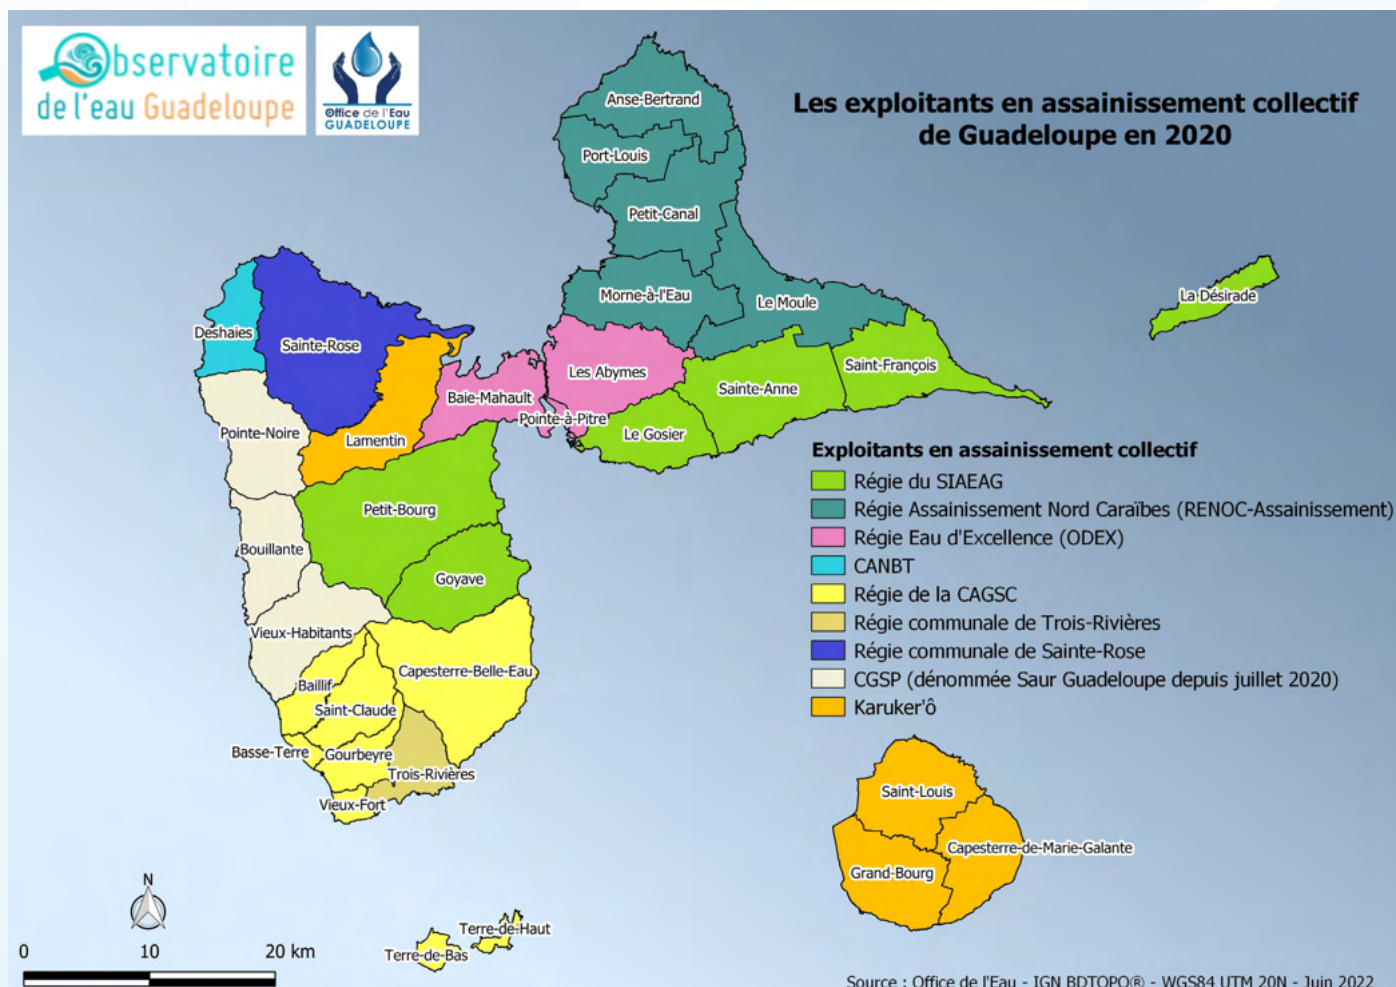 Observatoire
de l'eau Guadeloupe
Office de l'Eau
GUADELOUPE
Les exploitants en assainissement collectif
de Guadeloupe en 2020
Anse-Bertrand
Port-Louis
Petit-Canal
Morne-à-l'Eau
Le Moule
La Désirade
Deshaies
Sainte-Rose
Saint-François
Les Abymes
Sainte-Anne
Baie-Mahault
Pointe-à-Pitre
Le Gosier
Pointe-Noire
Lamentin
Petit-Bourg
Bouillante
Goyave
Vieux-Habitants
Capesterre-Belle-Eau
Baillif
Saint-Claude
Basse-Terre
Gourbeyre
Trois-Rivières
Vieux-Fort
Terre-de-Haut
Terre-de-Bas
Exploitants en assainissement collectif
Régie du SIAEAG
Régie Assainissement Nord Caraïbes (RENOC-Assainissement)
Régie Eau d'Excellence (ODEX)
CANBT
Régie de la CAGSC
Régie communale de Trois-Rivières
Régie communale de Sainte-Rose
CGSP (dénommée Saur Guadeloupe depuis juillet 2020)
Karuker'ô
Saint-Louis
Capesterre-de-Marie-Galante
Grand-Bourg
N
0 10 20 km
Source : Office de l'Eau - IGN BDTOPO® - WGS84 UTM 20N - Juin 2022